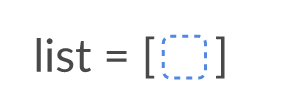 list = [ ]